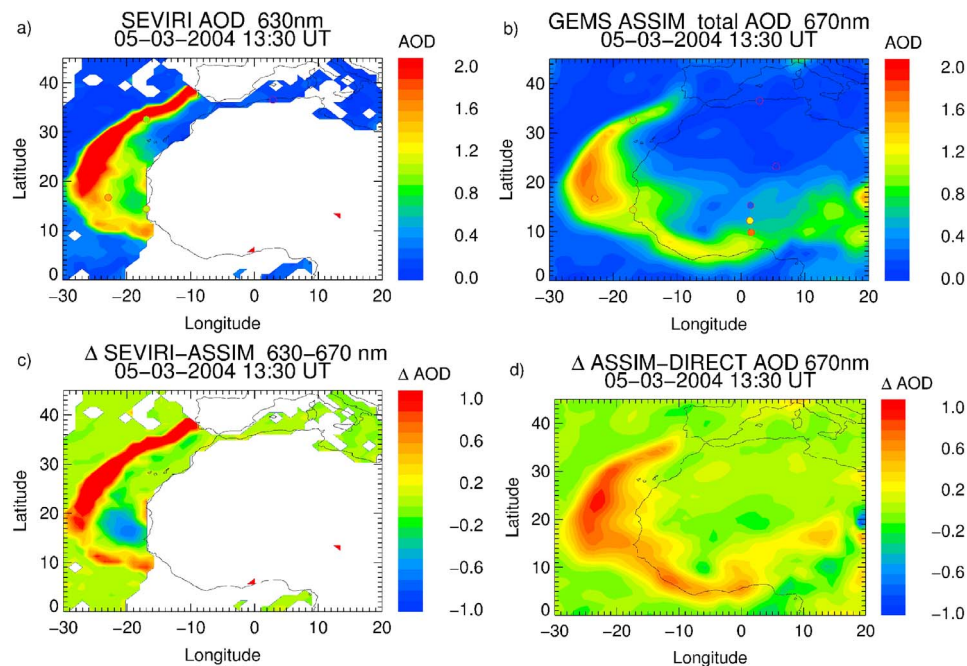 a)
SEVIRI AOD 630nm
05-03-2004 13:30 UT
AOD
Latitude
40
30
20
10
0
-30 -20 -10 0 10 20
Longitude
2.0
1.6
1.2
0.8
0.4
0.0
b)
GEMS ASSIM total AOD 670nm
05-03-2004 13:30 UT
AOD
Latitude
40
30
20
10
0
-30 -20 -10 0 10 20
Longitude
2.0
1.6
1.2
0.8
0.4
0.0
c)
Δ SEVIRI-ASSIM 630-670 nm
05-03-2004 13:30 UT
Δ AOD
Latitude
40
30
20
10
0
-30 -20 -10 0 10 20
Longitude
1.0
0.6
0.2
-0.2
-0.6
-1.0
d)
Δ ASSIM-DIRECT AOD 670nm
05-03-2004 13:30 UT
Δ AOD
Latitude
40
30
20
10
0
-30 -20 -10 0 10 20
Longitude
1.0
0.6
0.2
-0.2
-0.6
-1.0